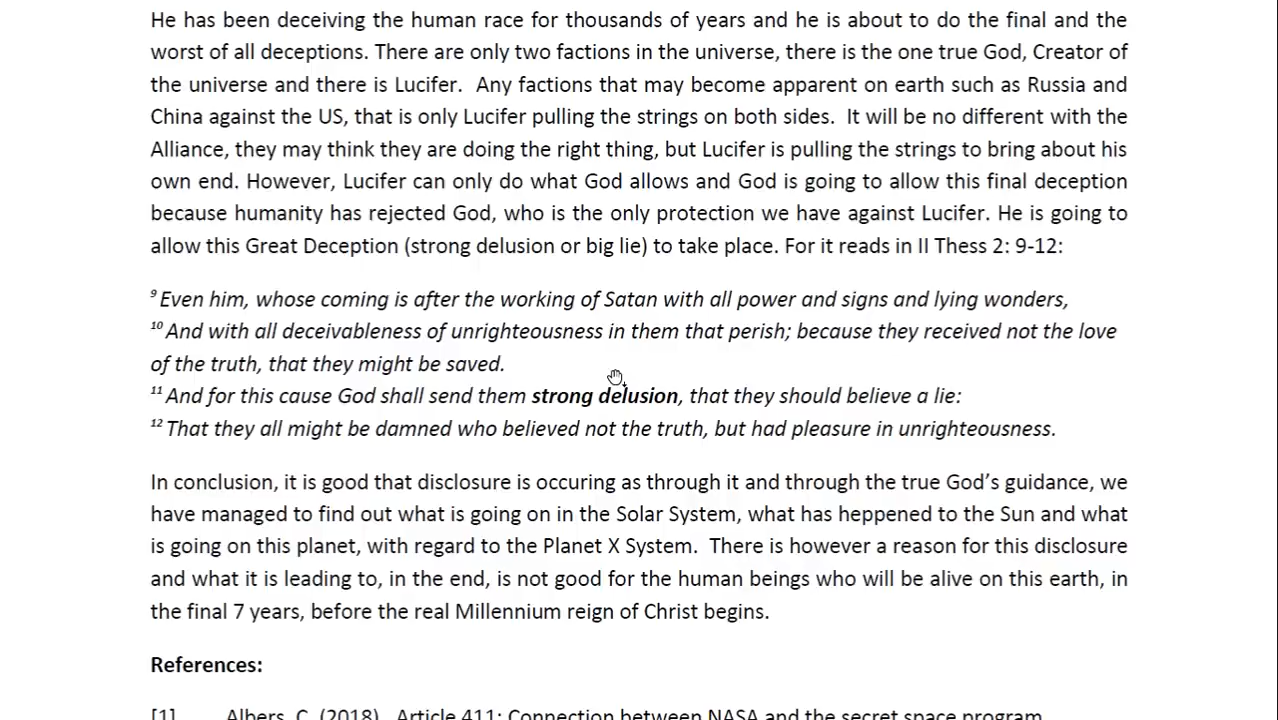 He has been deceiving the human race for thousands of years and he is about to do the final and the
worst of all deceptions. There are only two factions in the universe, there is the one true God, Creator of
the universe and there is Lucifer.  Any factions that may become apparent on earth such as Russia and
China against the US, that is only Lucifer pulling the strings on both sides.  It will be no different with the
Alliance, they may think they are doing the right thing, but Lucifer is pulling the strings to bring about his
own end. However, Lucifer can only do what God allows and God is going to allow this final deception
because humanity has rejected God, who is the only protection we have against Lucifer. He is going to
allow this Great Deception (strong delusion or big lie) to take place. For it reads in II Thess 2: 9-12:
9 Even him, whose coming is after the working of Satan with all power and signs and lying wonders,
10 And with all deceivableness of unrighteousness in them that perish; because they received not the love
of the truth, that they might be saved.
11 And for this cause God shall send them strong delusion, that they should believe a lie:
12 That they all might be damned who believed not the truth, but had pleasure in unrighteousness.
In conclusion, it is good that disclosure is occuring as through it and through the true God’s guidance, we
have managed to find out what is going on in the Solar System, what has heppened to the Sun and what
is going on this planet, with regard to the Planet X System.  There is however a reason for this disclosure
and what it is leading to, in the end, is not good for the human beings who will be alive on this earth, in
the final 7 years, before the real Millennium reign of Christ begins.
References:
[1] Albers, C. (2018). Article 411: Connection between NASA and the secret space program.